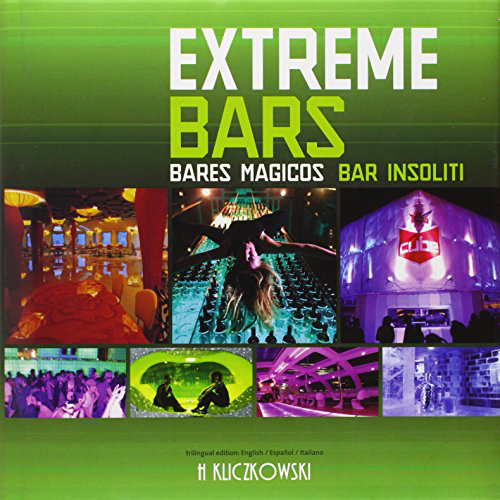 EXTREME
BARS
BARES MAGICOS BAR INSOLITI
cube
trilingual edition: English / Español / Italiano
H KLICZKOWSKI